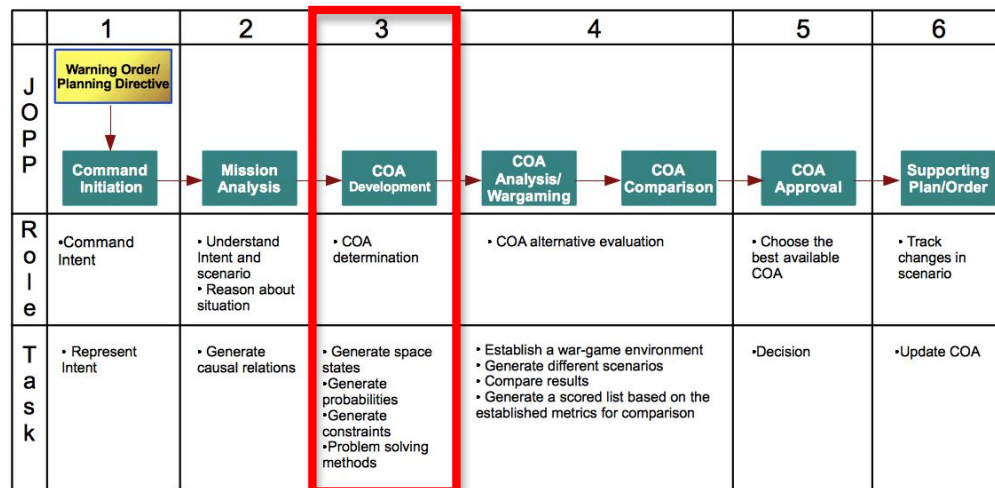 1
2
3
4
5
6
J
O
P
P
Warning Order/
Planning Directive
Command
Initiation
Mission
Analysis
COA
Development
COA
Analysis/
Wargaming
COA
Comparison
COA
Approval
Supporting
Plan/Order
R
o
l
e
•Command
Intent
• Understand
Intent and
scenario
• Reason about
situation
• COA
determination
• COA alternative evaluation
• Choose the
best available
COA
• Track
changes in
scenario
T
a
s
k
• Represent
Intent
• Generate
causal relations
• Generate space
states
•Generate
probabilities
•Generate
constraints
•Problem solving
methods
• Establish a war-game environment
• Generate different scenarios
• Compare results
• Generate a scored list based on the
established metrics for comparison
•Decision
•Update COA